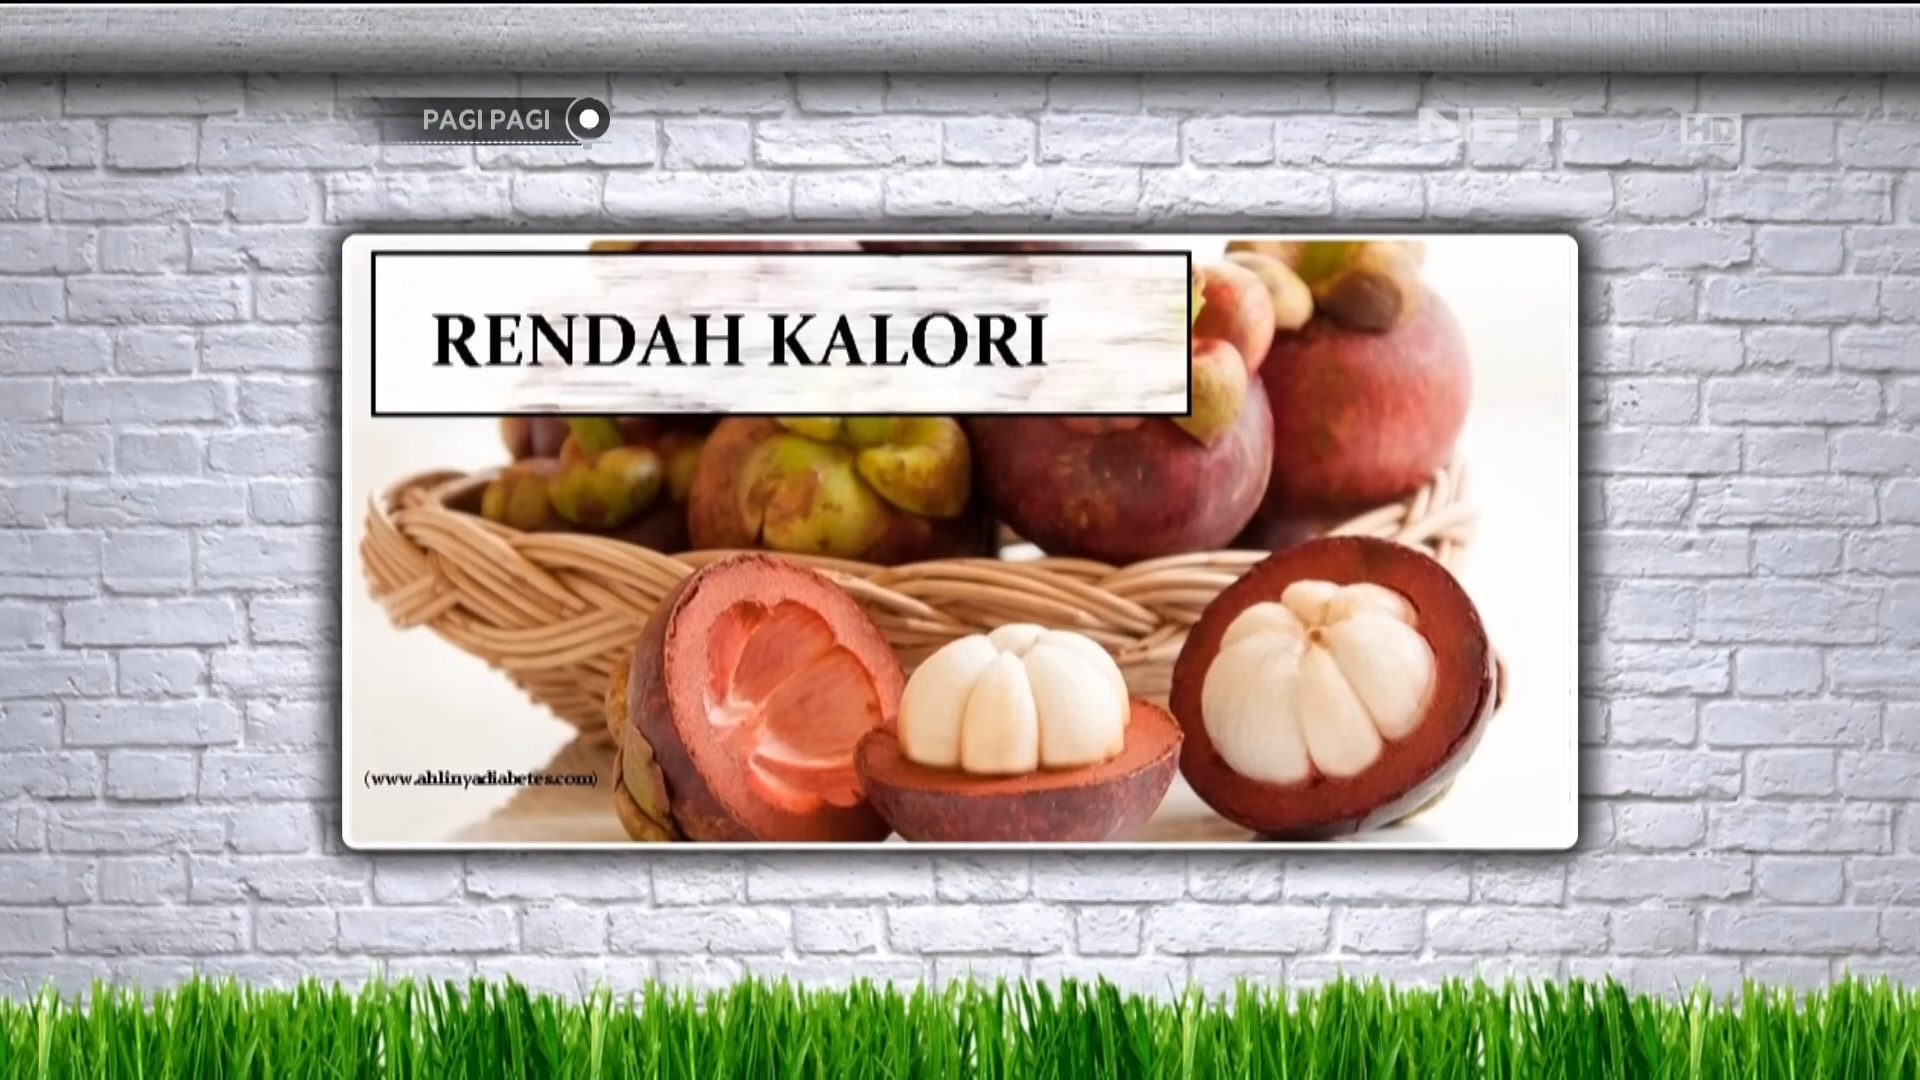 PAGI PAGI
NET.
HD
RENDAH KALORI
(www.ahlinyadiabetes.com)